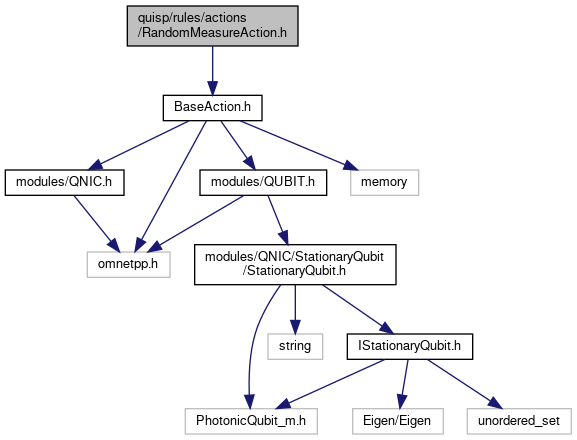 quisp/rules/actions
/RandomMeasureAction.h
BaseAction.h
modules/QNIC.h
modules/QUBIT.h
memory
omnetpp.h
modules/QNIC/StationaryQubit
/StationaryQubit.h
string
IStationaryQubit.h
PhotonicQubit_m.h
Eigen/Eigen
unordered_set